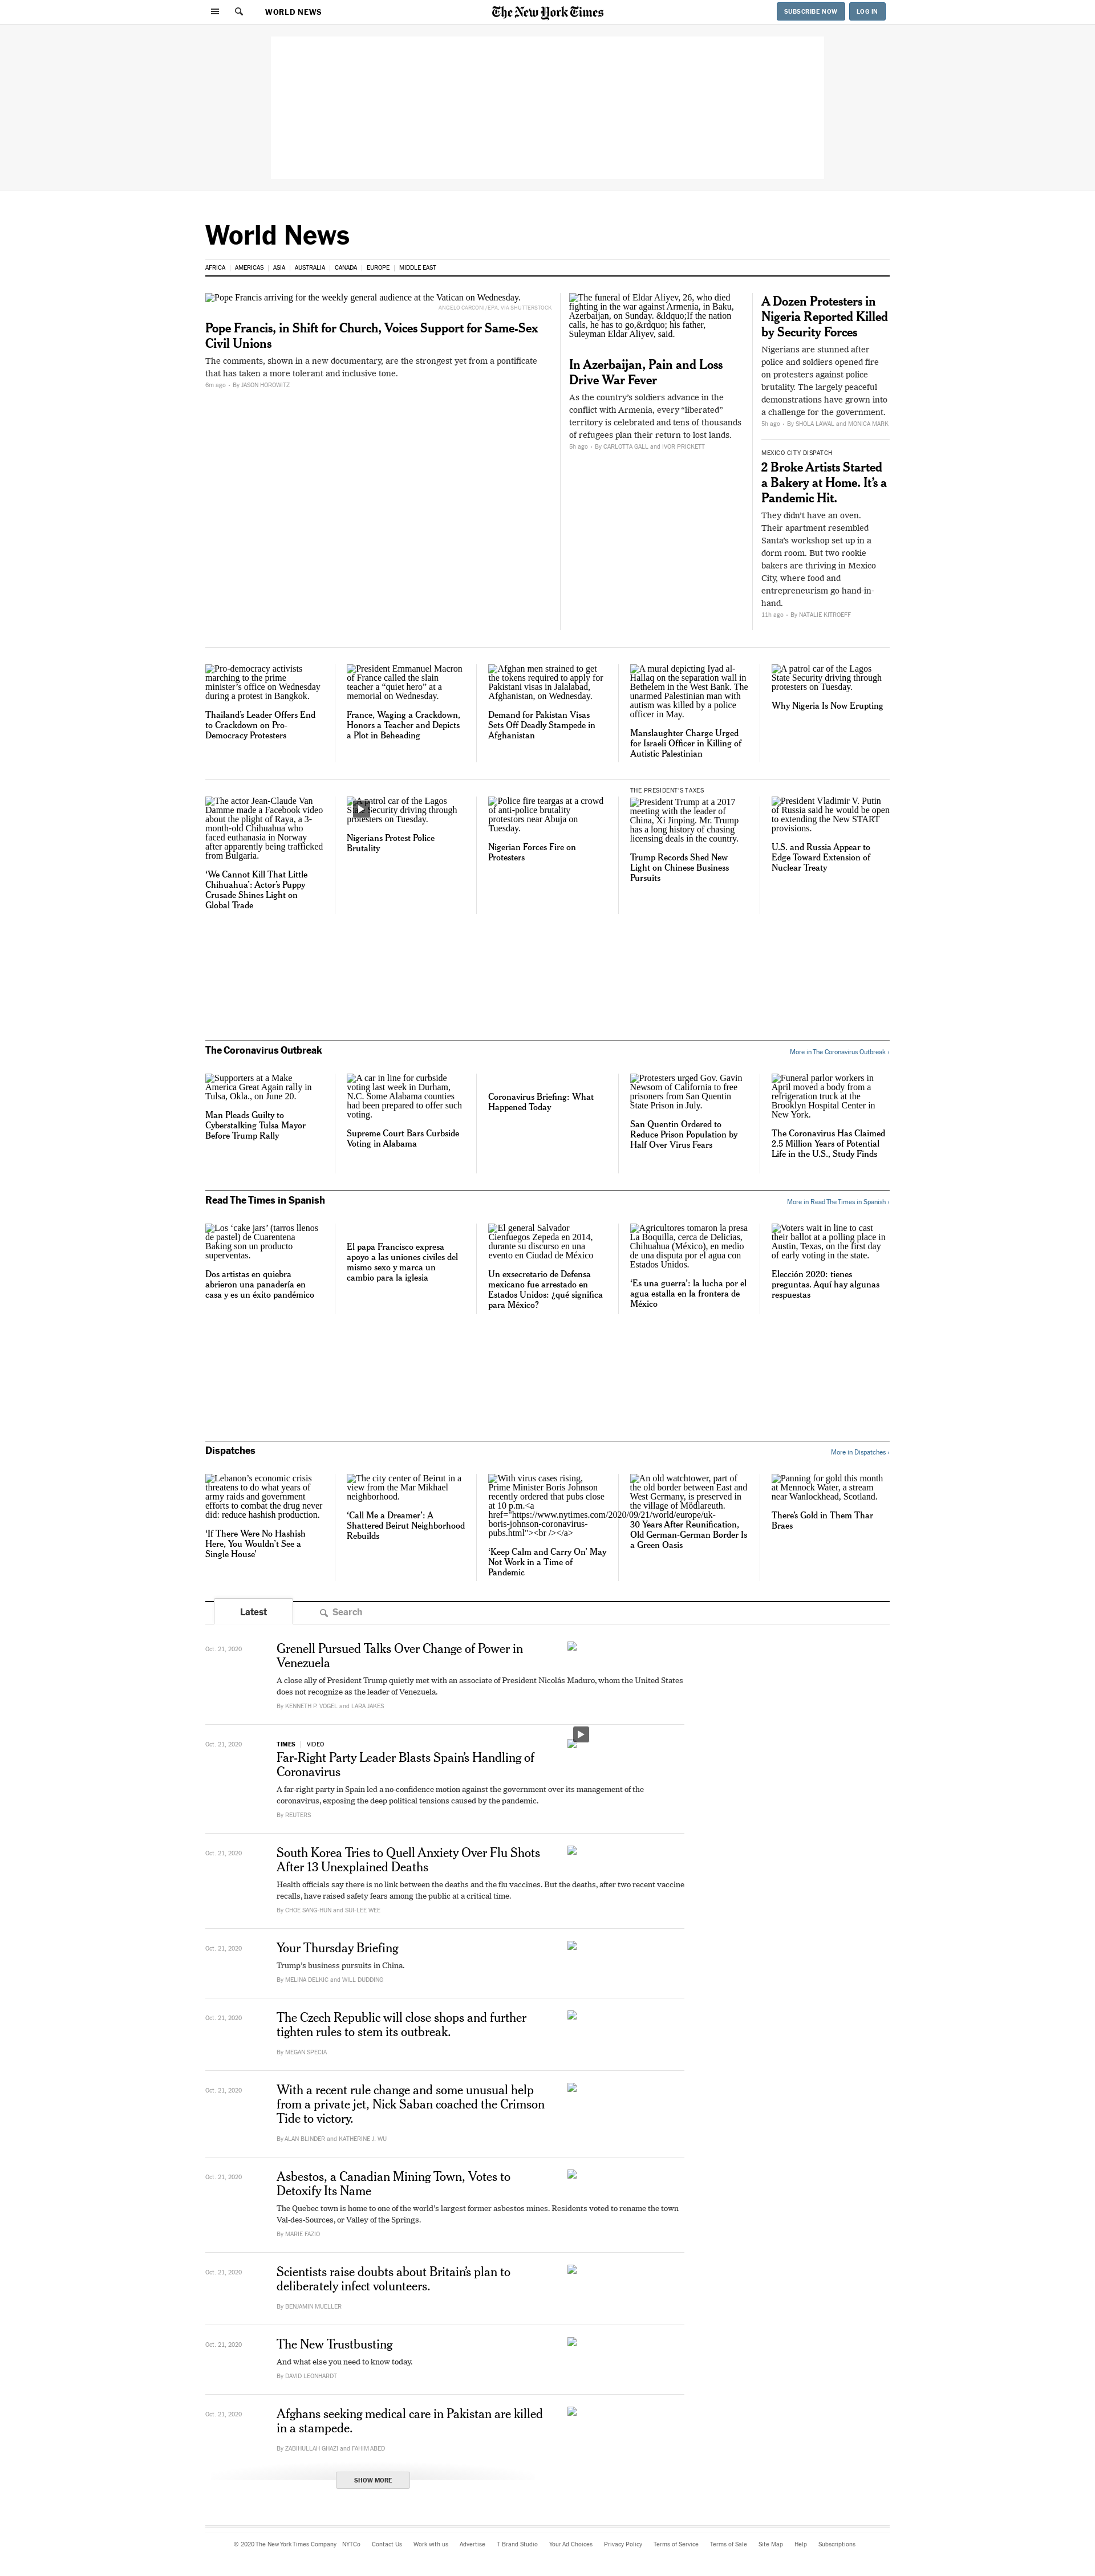 WORLD NEWS
The New York Times
SUBSCRIBE NOW
LOG IN
World News
AFRICA
AMERICAS
ASIA
AUSTRALIA
CANADA
EUROPE
MIDDLE EAST
Pope Francis arriving for the weekly general audience at the Vatican on Wednesday.
ANGELO CARCONI/EPA, VIA SHUTTERSTOCK
Pope Francis, in Shift for Church, Voices Support for Same-Sex
Civil Unions
The comments, shown in a new documentary, are the strongest yet from a pontificate
that has taken a more tolerant and inclusive tone.
6m ago - By JASON HOROWITZ
The funeral of Eldar Aliyev, 26, who died
fighting in the war against Armenia, in Baku,
Azerbaijan, on Sunday. &ldquo;If the nation
calls, he has to go,&rdquo; his father,
Suleyman Eldar Aliyev, said.
In Azerbaijan, Pain and Loss
Drive War Fever
As the country's soldiers advance in the
conflict with Armenia, every “liberated”
territory is celebrated and tens of thousands
of refugees plan their return to lost lands.
5h ago - By CARLOTTA GALL and IVOR PRICKETT
A Dozen Protesters in
Nigeria Reported Killed
by Security Forces
Nigerians are stunned after
police and soldiers opened fire
on protesters against police
brutality. The largely peaceful
demonstrations have grown into
a challenge for the government.
5h ago - By SHOLA LAWAL and MONICA MARK
MEXICO CITY DISPATCH
2 Broke Artists Started
a Bakery at Home. It's a
Pandemic Hit.
They didn't have an oven.
Their apartment resembled
Santa's workshop set up in a
dorm room. But two rookie
bakers are thriving in Mexico
City, where food and
entrepreneurism go hand-in-
hand.
11h ago - By NATALIE KITROEFF
Pro-democracy activists
marching to the prime
minister's office on Wednesday
during a protest in Bangkok.
Thailand's Leader Offers End
to Crackdown on Pro-
Democracy Protesters
President Emmanuel Macron
of France called the slain
teacher a “quiet hero” at a
memorial on Wednesday.
France, Waging a Crackdown,
Honors a Teacher and Depicts
a Plot in Beheading
Afghan men strained to get
the tokens required to apply for
Pakistani visas in Jalalabad,
Afghanistan, on Wednesday.
Demand for Pakistan Visas
Sets Off Deadly Stampede in
Afghanistan
A mural depicting Iyad al-
Hallaq on the separation wall in
Bethelem in the West Bank. The
unarmed Palestinian man with
autism was killed by a police
officer in May.
Manslaughter Charge Urged
for Israeli Officer in Killing of
Autistic Palestinian
A patrol car of the Lagos
State Security driving through
protesters on Tuesday.
Why Nigeria Is Now Erupting
The actor Jean-Claude Van
Damme made a Facebook video
about the plight of Raya, a 3-
month-old Chihuahua who
faced euthanasia in Norway
after apparently being trafficked
from Bulgaria.
‘We Cannot Kill That Little
Chihuahua’: Actor's Puppy
Crusade Shines Light on
Global Trade
patrol car of the Lagos
Security driving through
protesters on Tuesday.
Nigerians Protest Police
Brutality
Police fire teargas at a crowd
of anti-police brutality
protestors near Abuja on
Tuesday.
Nigerian Forces Fire on
Protesters
THE PRESIDENT'S TAXES
President Trump at a 2017
meeting with the leader of
China, Xi Jinping. Mr. Trump
has a long history of chasing
licensing deals in the country.
Trump Records Shed New
Light on Chinese Business
Pursuits
President Vladimir V. Putin
of Russia said he would be open
to extending the New START
provisions.
U.S. and Russia Appear to
Edge Toward Extension of
Nuclear Treaty
The Coronavirus Outbreak
More in The Coronavirus Outbreak ›
Supporters at a Make
America Great Again rally in
Tulsa, Okla., on June 20.
Man Pleads Guilty to
Cyberstalking Tulsa Mayor
Before Trump Rally
A car in line for curbside
voting last week in Durham,
N.C. Some Alabama counties
had been prepared to offer such
voting.
Supreme Court Bars Curbside
Voting in Alabama
Coronavirus Briefing: What
Happened Today
Protesters urged Gov. Gavin
Newsom of California to free
prisoners from San Quentin
State Prison in July.
San Quentin Ordered to
Reduce Prison Population by
Half Over Virus Fears
Funeral parlor workers in
April moved a body from a
refrigeration truck at the
Brooklyn Hospital Center in
New York.
The Coronavirus Has Claimed
2.5 Million Years of Potential
Life in the U.S., Study Finds
Read The Times in Spanish
More in Read The Times in Spanish ›
Los ‘cake jars’ (tarros llenos
de pastel) de Cuarentena
Baking son un producto
superventas.
Dos artistas en quiebra
abrieron una panadería en
casa y es un éxito pandémico
El papa Francisco expresa
apoyo a las uniones civiles del
mismo sexo y marca un
cambio para la iglesia
El general Salvador
Cienfuegos Zepeda en 2014,
durante su discurso en una
evento en Ciudad de México
Un exsecretario de Defensa
mexicano fue arrestado en
Estados Unidos: ¿qué significa
para México?
Agricultores tomaron la presa
La Boquilla, cerca de Delicias,
Chihuahua (México), en medio
de una disputa por el agua con
Estados Unidos.
‘Es una guerra’: la lucha por el
agua estalla en la frontera de
México
Voters wait in line to cast
their ballot at a polling place in
Austin, Texas, on the first day
of early voting in the state.
Elección 2020: tienes
preguntas. Aquí hay algunas
respuestas
Dispatches
More in Dispatches ›
Lebanon's economic crisis
threatens to do what years of
army raids and government
efforts to combat the drug never
did: reduce hashish production.
‘If There Were No Hashish
Here, You Wouldn't See a
Single House’
The city center of Beirut in a
view from the Mar Mikhael
neighborhood.
‘Call Me a Dreamer’: A
Shattered Beirut Neighborhood
Rebuilds
With virus cases rising,
Prime Minister Boris Johnson
recently ordered that pubs close
at 10 p.m.<a
href="https://www.nytimes.com/2020/09/21/world/europe/uk-
boris-johnson-coronavirus-
pubs.html"><br /></a>
‘Keep Calm and Carry On’ May
Not Work in a Time of
Pandemic
An old watchtower, part of
the old border between East and
West Germany, is preserved in
the village of Mödlareuth.
30 Years After Reunification,
Old German-German Border Is
a Green Oasis
Panning for gold this month
at Mennock Water, a stream
near Wanlockhead, Scotland.
There's Gold in Them Thar
Braes
Latest
Search
Oct. 21, 2020
Grenell Pursued Talks Over Change of Power in
Venezuela
A close ally of President Trump quietly met with an associate of President Nicolás Maduro, whom the United States
does not recognize as the leader of Venezuela.
By KENNETH P. VOGEL and LARA JAKES
Oct. 21, 2020
TIMES | VIDEO
Far-Right Party Leader Blasts Spain's Handling of
Coronavirus
A far-right party in Spain led a no-confidence motion against the government over its management of the
coronavirus, exposing the deep political tensions caused by the pandemic.
By REUTERS
Oct. 21, 2020
South Korea Tries to Quell Anxiety Over Flu Shots
After 13 Unexplained Deaths
Health officials say there is no link between the deaths and the flu vaccines. But the deaths, after two recent vaccine
recalls, have raised safety fears among the public at a critical time.
By CHOE SANG-HUN and SUI-LEE WEE
Oct. 21, 2020
Your Thursday Briefing
Trump's business pursuits in China.
By MELINA DELKIC and WILL DUDDING
Oct. 21, 2020
The Czech Republic will close shops and further
tighten rules to stem its outbreak.
By MEGAN SPECIA
Oct. 21, 2020
With a recent rule change and some unusual help
from a private jet, Nick Saban coached the Crimson
Tide to victory.
By ALAN BLINDER and KATHERINE J. WU
Oct. 21, 2020
Asbestos, a Canadian Mining Town, Votes to
Detoxify Its Name
The Quebec town is home to one of the world's largest former asbestos mines. Residents voted to rename the town
Val-des-Sources, or Valley of the Springs.
By MARIE FAZIO
Oct. 21, 2020
Scientists raise doubts about Britain's plan to
deliberately infect volunteers.
By BENJAMIN MUELLER
Oct. 21, 2020
The New Trustbusting
And what else you need to know today.
By DAVID LEONHARDT
Oct. 21, 2020
Afghans seeking medical care in Pakistan are killed
in a stampede.
By ZABIHULLAH GHAZI and FAHIM ABED
SHOW MORE
© 2020 The New York Times Company NYTCo Contact Us Work with us Advertise T Brand Studio Your Ad Choices Privacy Policy Terms of Service Terms of Sale Site Map Help Subscriptions